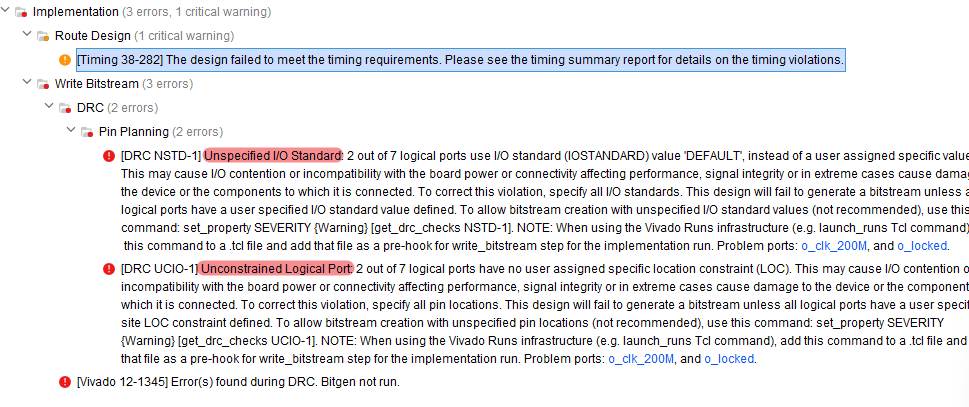 Implementation (3 errors, 1 critical warning)
Route Design (1 critical warning)
[Timing 38-282] The design failed to meet the timing requirements. Please see the timing summary report for details on the timing violations.
Write Bitstream (3 errors)
DRC (2 errors)
Pin Planning (2 errors)
[DRC NSTD-1] Unspecified I/O Standard: 2 out of 7 logical ports use I/O standard (IOSTANDARD) value 'DEFAULT', instead of a user assigned specific value
This may cause I/O contention or incompatibility with the board power or connectivity affecting performance, signal integrity or in extreme cases cause damag
the device or the components to which it is connected. To correct this violation, specify all I/O standards. This design will fail to generate a bitstream unless a
logical ports have a user specified I/O standard value defined. To allow bitstream creation with unspecified I/O standard values (not recommended), use this
command: set_property SEVERITY {Warning} [get_drc_checks NSTD-1]. NOTE: When using the Vivado Runs infrastructure (e.g. launch_runs Tcl command)
this command to a .tcl file and add that file as a pre-hook for write_bitstream step for the implementation run. Problem ports: o_clk_200M, and o_locked.
[DRC UCIO-1] Unconstrained Logical Port: 2 out of 7 logical ports have no user assigned specific location constraint (LOC). This may cause I/O contention o
incompatibility with the board power or connectivity affecting performance, signal integrity or in extreme cases cause damage to the device or the component
which it is connected. To correct this violation, specify all pin locations. This design will fail to generate a bitstream unless all logical ports have a user speci
site LOC constraint defined. To allow bitstream creation with unspecified pin locations (not recommended), use this command: set_property SEVERITY
{Warning} [get_drc_checks UCIO-1]. NOTE: When using the Vivado Runs infrastructure (e.g. launch_runs Tcl command), add this command to a .tcl file and
that file as a pre-hook for write_bitstream step for the implementation run. Problem ports: o_clk_200M, and o_locked.
[Vivado 12-1345] Error(s) found during DRC. Bitgen not run.